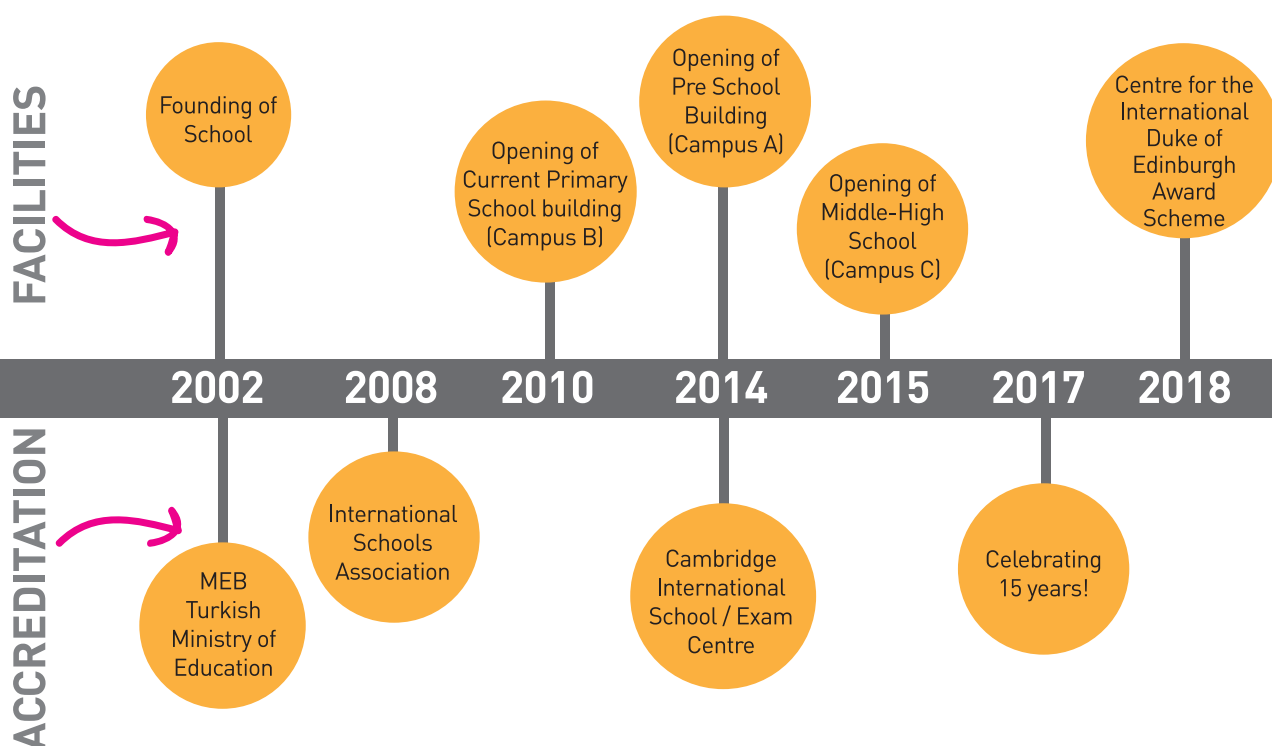 FACILITIES
Founding of
School
Opening of
Current Primary
School building
(Campus B)
Opening of
Pre School
Building
(Campus A)
Opening of
Middle-High
School
(Campus C)
Centre for the
International
Duke of
Edinburgh
Award
Scheme
2002 2008 2010 2014 2015 2017 2018
ACCREDITATION
MEB
Turkish
Ministry of
Education
International
Schools
Association
Cambridge
International
School / Exam
Centre
Celebrating
15 years!